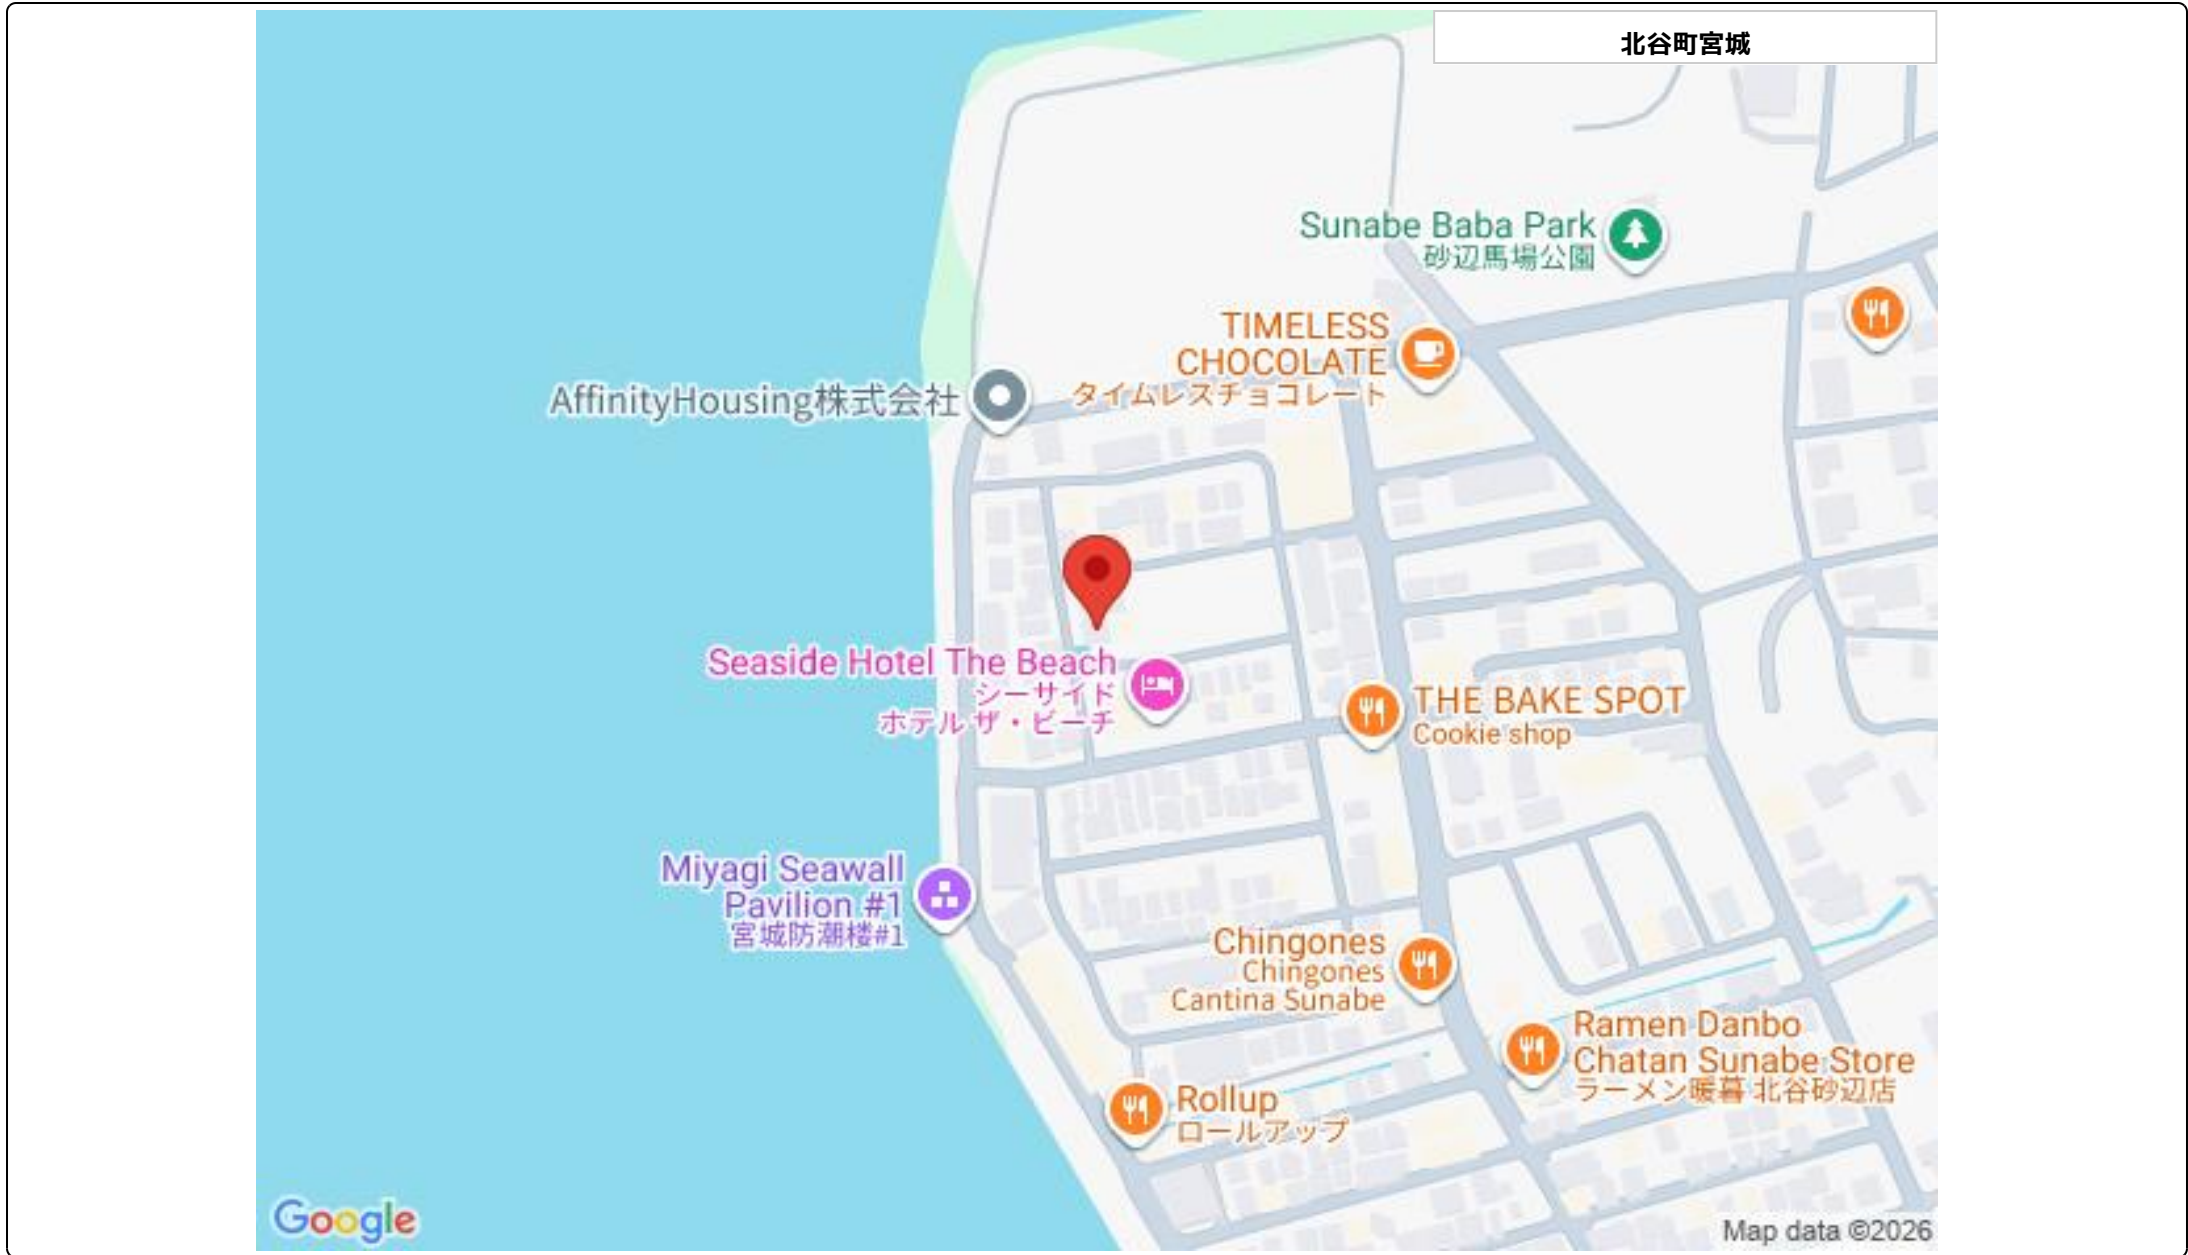 北谷町宮城
Sunabe Baba Park
砂辺馬場公園
TIMELESS
CHOCOLATE
タイムレスチョコレート
AffinityHousing株式会社
Seaside Hotel The Beach
シーサイド
ホテル ザ・ビーチ
THE BAKE SPOT
Cookie shop
Miyagi Seawall
Pavilion #1
宮城防潮楼#1
Chingones
Chingones
Cantina Sunabe
Ramen Danbo
Chatan Sunabe Store
ラーメン暖暮 北谷砂辺店
Rollup
ロールアップ
Google
Map data ©2026